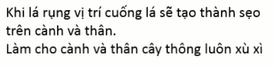 Khi lá rụng vị trí cuống lá sẽ tạo thành sẹo
trên cành và thân.
Làm cho cành và thân cây thông luôn xù xì